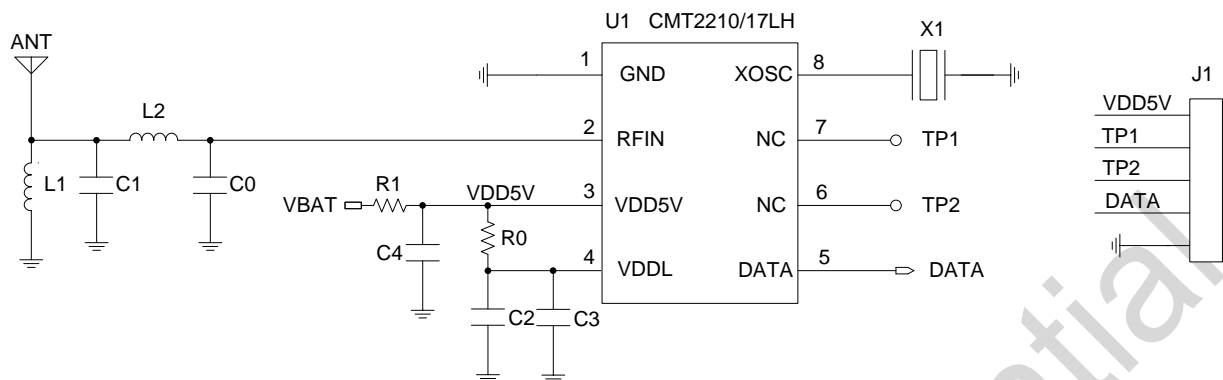 U1 CMT2210/17LH
ANT
X1
J1
1
GND
XOSC
8
L2
2
RFIN
NC
7
TP1
L1
C1
C0
VBAT
R1
VDD5V
3
VDD5V
NC
6
TP2
C4
R0
4
VDDL
DATA
5
DATA
C2
C3
VDD5V
TP1
TP2
DATA
ntial